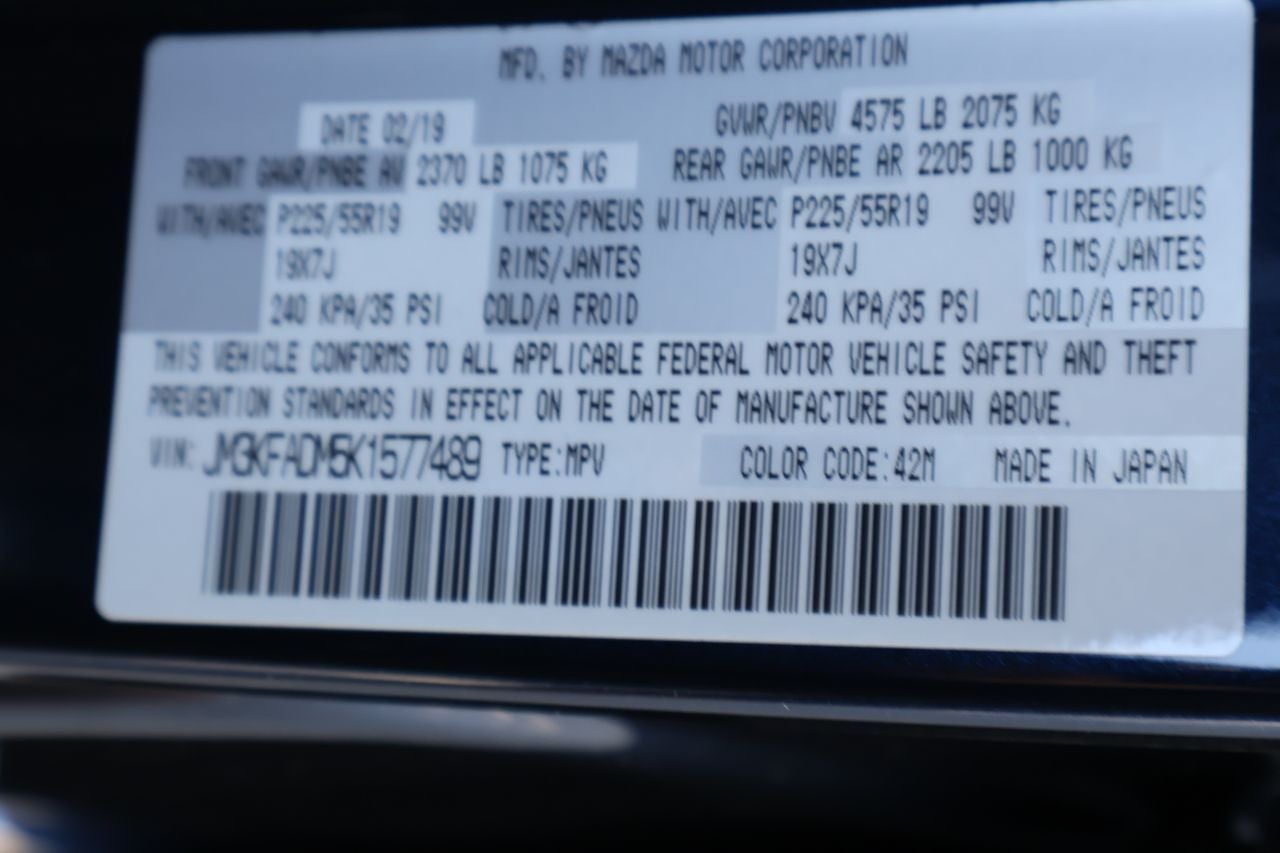 MFD. BY MAZDA MOTOR CORPORATION
DATE 02/19 GVWR/PNBV 4575 LB 2075 KG
FRONT GAWR/PNBE AV 2370 LB 1075 KG REAR GAWR/PNBE AR 2205 LB 1000 KG
WITH/AVEC P225/55R19 99V TIRES/PNEUS WITH/AVEC P225/55R19 99V TIRES/PNEUS
19X7J RIMS/JANTES 19X7J RIMS/JANTES
240 KPA/35 PSI COLD/A FROID 240 KPA/35 PSI COLD/A FROID
THIS VEHICLE CONFORMS TO ALL APPLICABLE FEDERAL MOTOR VEHICLE SAFETY AND THEFT
PREVENTION STANDARDS IN EFFECT ON THE DATE OF MANUFACTURE SHOWN ABOVE.
VIN: JM3KFADM5K1577489 TYPE:MPV COLOR CODE:42M MADE IN JAPAN